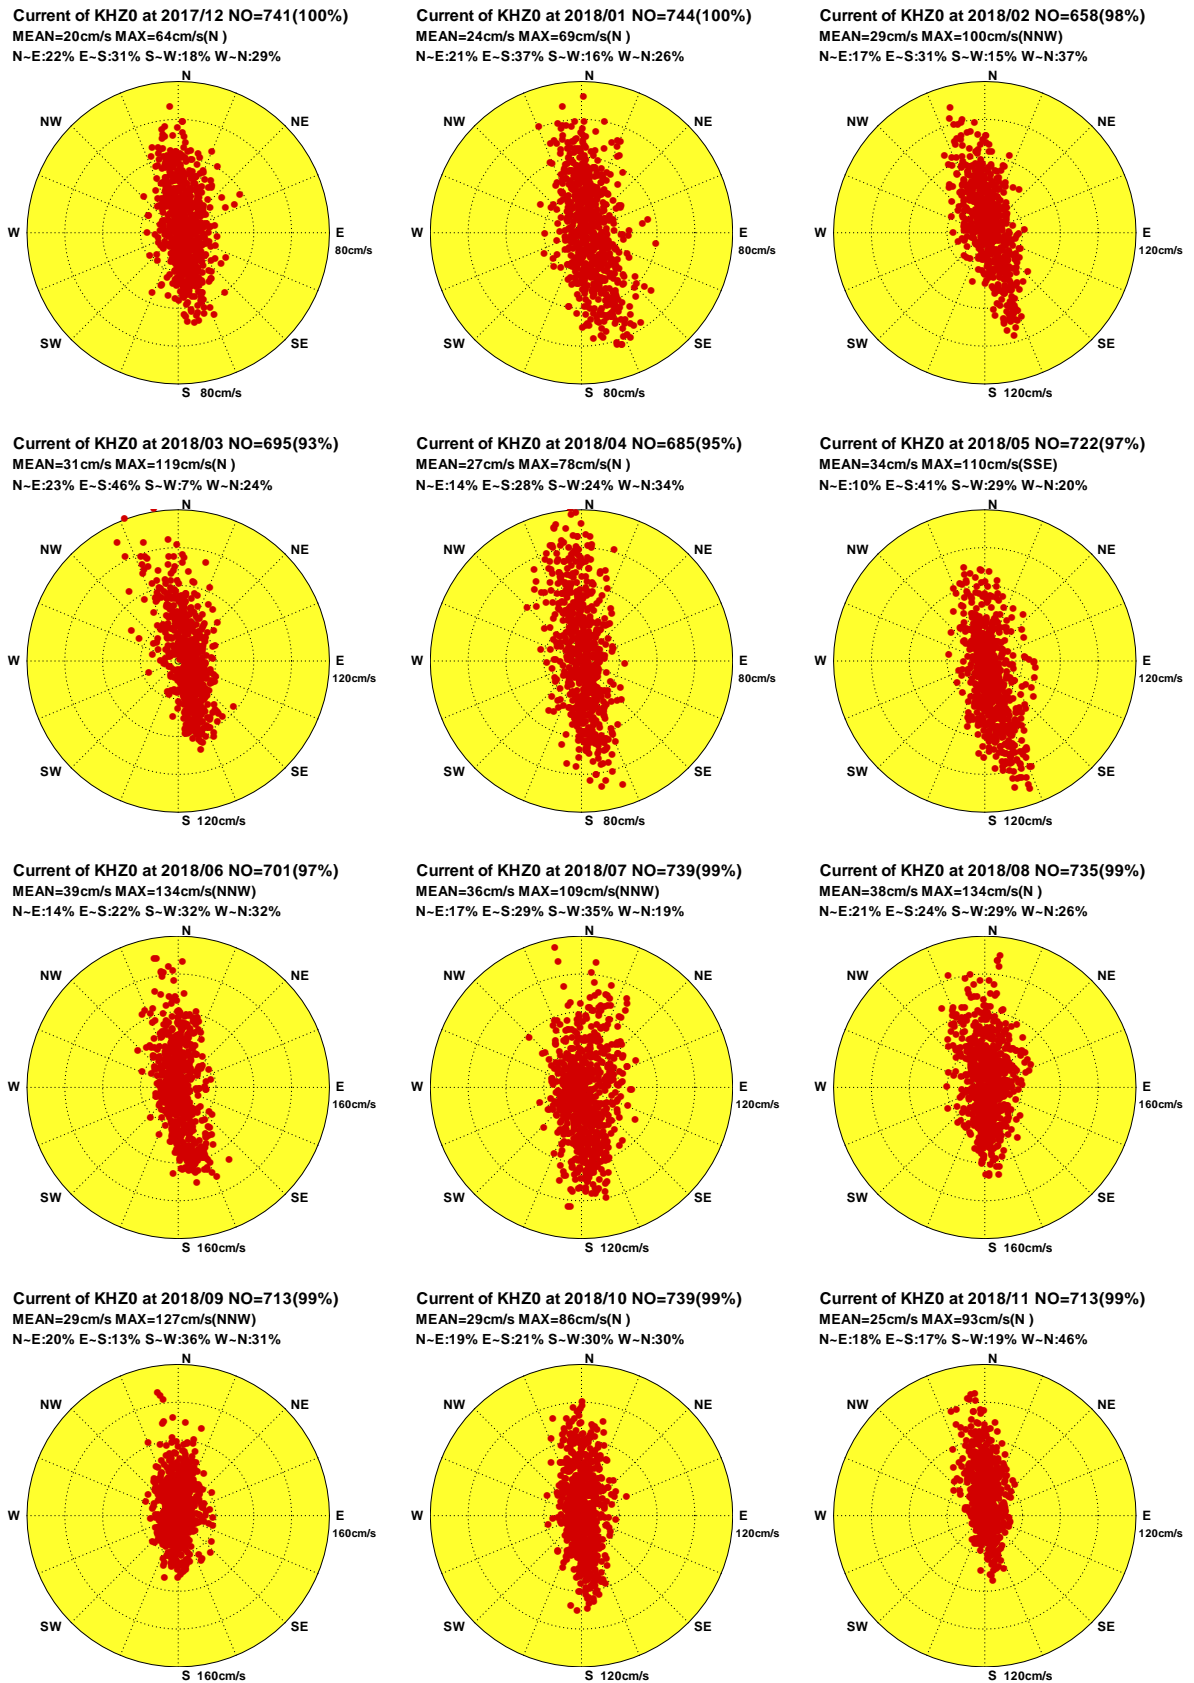 Current of KHZ0 at 2017/12 NO=741(100%)
MEAN=20cm/s MAX=64cm/s(N )
N~E:22% E~S:31% S~W:18% W~N:29%
N
NW
NE
W
E
80cm/s
SW
SE
S 80cm/s
Current of KHZ0 at 2018/01 NO=744(100%)
MEAN=24cm/s MAX=69cm/s(N )
N~E:21% E~S:37% S~W:16% W~N:26%
N
NW
NE
W
E
80cm/s
SW
SE
S 80cm/s
Current of KHZ0 at 2018/02 NO=658(98%)
MEAN=29cm/s MAX=100cm/s(NNW)
N~E:17% E~S:31% S~W:15% W~N:37%
N
NW
NE
W
E
120cm/s
SW
SE
S 120cm/s
Current of KHZ0 at 2018/03 NO=695(93%)
MEAN=31cm/s MAX=119cm/s(N )
N~E:23% E~S:46% S~W:7% W~N:24%
N
NW
NE
W
E
120cm/s
SW
SE
S 120cm/s
Current of KHZ0 at 2018/04 NO=685(95%)
MEAN=27cm/s MAX=78cm/s(N )
N~E:14% E~S:28% S~W:24% W~N:34%
N
NW
NE
W
E
80cm/s
SW
SE
S 80cm/s
Current of KHZ0 at 2018/05 NO=722(97%)
MEAN=34cm/s MAX=110cm/s(SSE)
N~E:10% E~S:41% S~W:29% W~N:20%
N
NW
NE
W
E
120cm/s
SW
SE
S 120cm/s
Current of KHZ0 at 2018/06 NO=701(97%)
MEAN=39cm/s MAX=134cm/s(NNW)
N~E:14% E~S:22% S~W:32% W~N:32%
N
NW
NE
W
E
160cm/s
SW
SE
S 160cm/s
Current of KHZ0 at 2018/07 NO=739(99%)
MEAN=36cm/s MAX=109cm/s(NNW)
N~E:17% E~S:29% S~W:35% W~N:19%
N
NW
NE
W
E
120cm/s
SW
SE
S 120cm/s
Current of KHZ0 at 2018/08 NO=735(99%)
MEAN=38cm/s MAX=134cm/s(N )
N~E:21% E~S:24% S~W:29% W~N:26%
N
NW
NE
W
E
160cm/s
SW
SE
S 160cm/s
Current of KHZ0 at 2018/09 NO=713(99%)
MEAN=29cm/s MAX=127cm/s(NNW)
N~E:20% E~S:13% S~W:36% W~N:31%
N
NW
NE
W
E
160cm/s
SW
SE
S 160cm/s
Current of KHZ0 at 2018/10 NO=739(99%)
MEAN=29cm/s MAX=86cm/s(N )
N~E:19% E~S:21% S~W:30% W~N:30%
N
NW
NE
W
E
120cm/s
SW
SE
S 120cm/s
Current of KHZ0 at 2018/11 NO=713(99%)
MEAN=25cm/s MAX=93cm/s(N )
N~E:18% E~S:17% S~W:19% W~N:46%
N
NW
NE
W
E
120cm/s
SW
SE
S 120cm/s